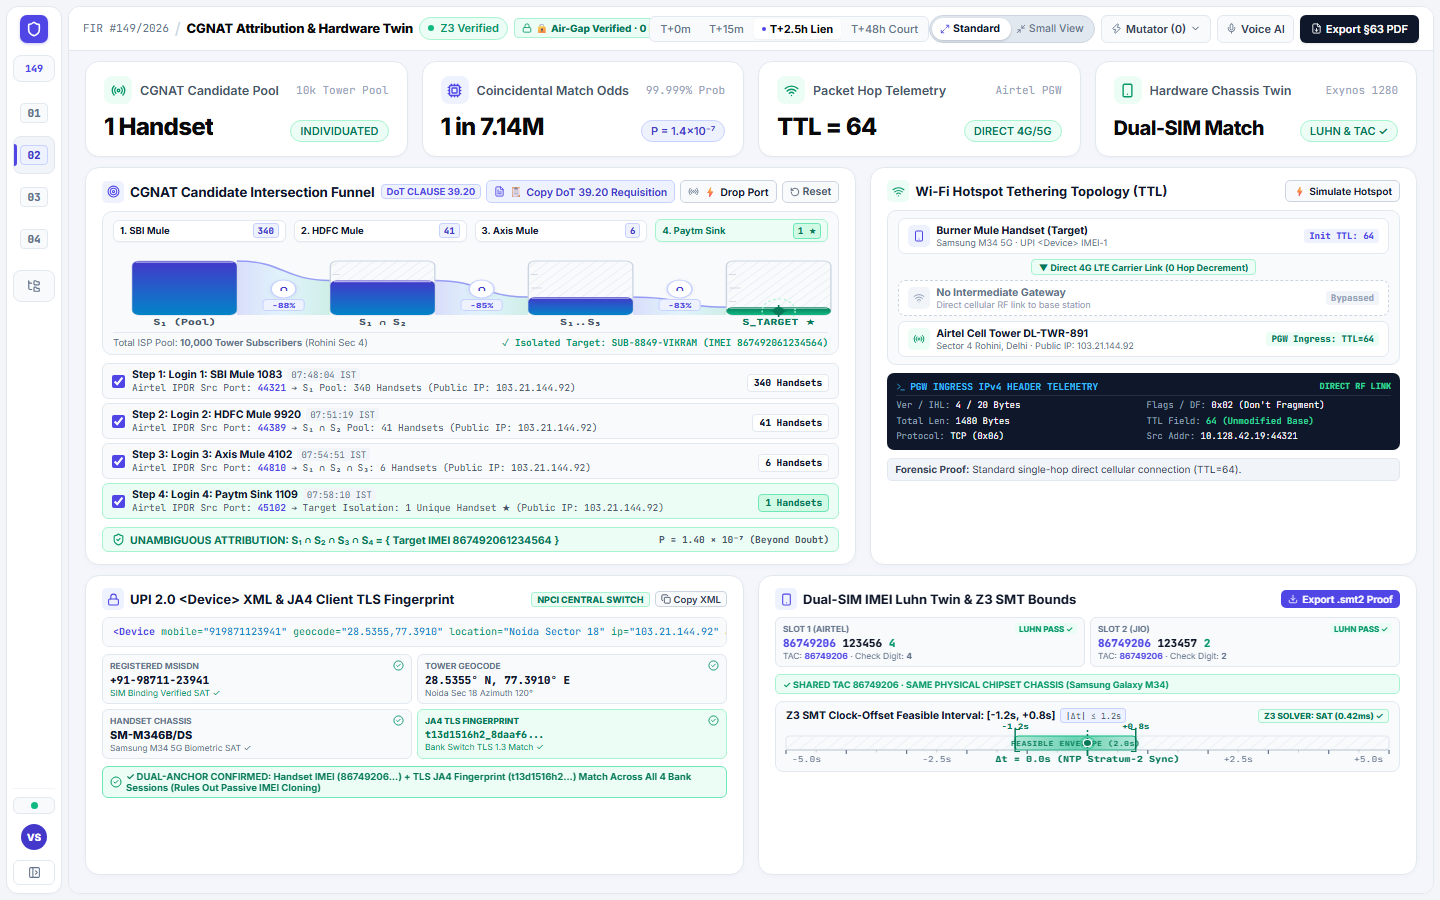 FIR #149/2026 / CGNAT Attribution & Hardware Twin
Z3 Verified
Air-Gap Verified · 0
T+0m
T+15m
• T+2.5h Lien
T+48h Court
Standard
Small View
Mutator (0)
Voice AI
Export §63 PDF
149
01
02
03
04
VS
CGNAT Candidate Pool
10k Tower Pool
1 Handset
INDIVIDUATED
Coincidental Match Odds
99.999% Prob
1 in 7.14M
P = 1.4×10⁻⁷
Packet Hop Telemetry
Airtel PGW
TTL = 64
DIRECT 4G/5G
Hardware Chassis Twin
Exynos 1280
Dual-SIM Match
LUHN & TAC ✓
CGNAT Candidate Intersection Funnel
DoT CLAUSE 39.20
Copy DoT 39.20 Requisition
Drop Port
Reset
1. SBI Mule 340
2. HDFC Mule 41
3. Axis Mule 6
4. Paytm Sink 1 ★
∩
-88%
∩
-85%
∩
-83%
S₁ (Pool)
S₁ ∩ S₂
S₁..S₃
S_TARGET ★
Total ISP Pool: 10,000 Tower Subscribers (Rohini Sec 4)
✓ Isolated Target: SUB-8849-VIKRAM (IMEI 867492061234564)
Step 1: Login 1: SBI Mule 1083 07:48:04 IST
Airtel IPDR Src Port: 44321 → S₁ Pool: 340 Handsets (Public IP: 103.21.144.92)
340 Handsets
Step 2: Login 2: HDFC Mule 9920 07:51:19 IST
Airtel IPDR Src Port: 44389 → S₁ ∩ S₂ Pool: 41 Handsets (Public IP: 103.21.144.92)
41 Handsets
Step 3: Login 3: Axis Mule 4102 07:54:51 IST
Airtel IPDR Src Port: 44810 → S₁ ∩ S₂ ∩ S₃: 6 Handsets (Public IP: 103.21.144.92)
6 Handsets
Step 4: Login 4: Paytm Sink 1109 07:58:10 IST
Airtel IPDR Src Port: 45102 → Target Isolation: 1 Unique Handset ★ (Public IP: 103.21.144.92)
1 Handsets
UNAMBIGUOUS ATTRIBUTION: S₁ ∩ S₂ ∩ S₃ ∩ S₄ = { Target IMEI 867492061234564 }
P = 1.40 × 10⁻⁷ (Beyond Doubt)
Wi-Fi Hotspot Tethering Topology (TTL)
Simulate Hotspot
Burner Mule Handset (Target)
Samsung M34 5G · UPI <Device> IMEI-1
Init TTL: 64
▼ Direct 4G LTE Carrier Link (0 Hop Decrement)
No Intermediate Gateway
Direct cellular RF link to base station
Bypassed
Airtel Cell Tower DL-TWR-891
Sector 4 Rohini, Delhi · Public IP: 103.21.144.92
PGW Ingress: TTL=64
PGW INGRESS IPv4 HEADER TELEMETRY
DIRECT RF LINK
Ver / IHL: 4 / 20 Bytes
Flags / DF: 0x02 (Don't Fragment)
Total Len: 1480 Bytes
TTL Field: 64 (Unmodified Base)
Protocol: TCP (0x06)
Src Addr: 10.128.42.19:44321
Forensic Proof: Standard single-hop direct cellular connection (TTL=64).
UPI 2.0 <Device> XML & JA4 Client TLS Fingerprint
NPCI CENTRAL SWITCH
Copy XML
<Device mobile="919871123941" geocode="28.5355,77.3910" location="Noida Sector 18" ip="103.21.144.92"
REGISTERED MSISDN
+91-98711-23941
SIM Binding Verified SAT ✓
TOWER GEOCODE
28.5355° N, 77.3910° E
Noida Sec 18 Azimuth 120°
HANDSET CHASSIS
SM-M346B/DS
Samsung M34 5G Biometric SAT ✓
JA4 TLS FINGERPRINT
t13d1516h2_8daaf6...
Bank Switch TLS 1.3 Match ✓
✓ DUAL-ANCHOR CONFIRMED: Handset IMEI (86749206...) + TLS JA4 Fingerprint (t13d1516h2...) Match Across All 4 Bank
Sessions (Rules Out Passive IMEI Cloning)
Dual-SIM IMEI Luhn Twin & Z3 SMT Bounds
Export .smt2 Proof
SLOT 1 (AIRTEL)
LUHN PASS ✓
86749206 123456 4
TAC: 86749206 · Check Digit: 4
SLOT 2 (JIO)
LUHN PASS ✓
86749206 123457 2
TAC: 86749206 · Check Digit: 2
✓ SHARED TAC 86749206 · SAME PHYSICAL CHIPSET CHASSIS (Samsung Galaxy M34)
Z3 SMT Clock-Offset Feasible Interval: [-1.2s, +0.8s]
|Δt| ≤ 1.2s
Z3 SOLVER: SAT (0.42ms) ✓
-1.2s
+0.8s
FEASIBLE ENVELOPE (2.0s)
-5.0s
-2.5s
Δt = 0.0s (NTP Stratum-2 Sync)
+2.5s
+5.0s